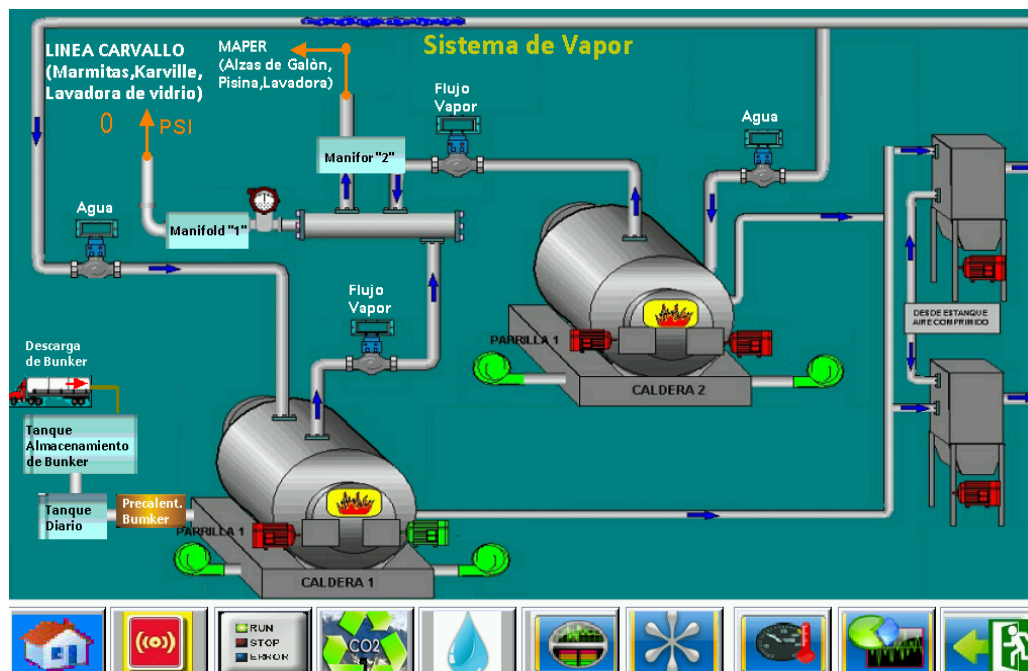 Sistema de Vapor
LINEA CARVALLO
(Marmitas,Karville,
Lavadora de vidrio)
0 PSI
MAPER
(Alzas de Galòn,
Pisina,Lavadora)
Flujo
Vapor
Agua
Manifor "2"
Agua
Manifold "1"
Flujo
Vapor
DESDE ESTANQUE
AIRE COMPRIMIDO
PARRILLA 1
CALDERA 2
Descarga
de Bunker
Tanque
Almacenamiento
de Bunker
Tanque
Diario
Precalent.
Bumker
PARRILLA 1
CALDERA 1
RUN
STOP
ERROR
CO2